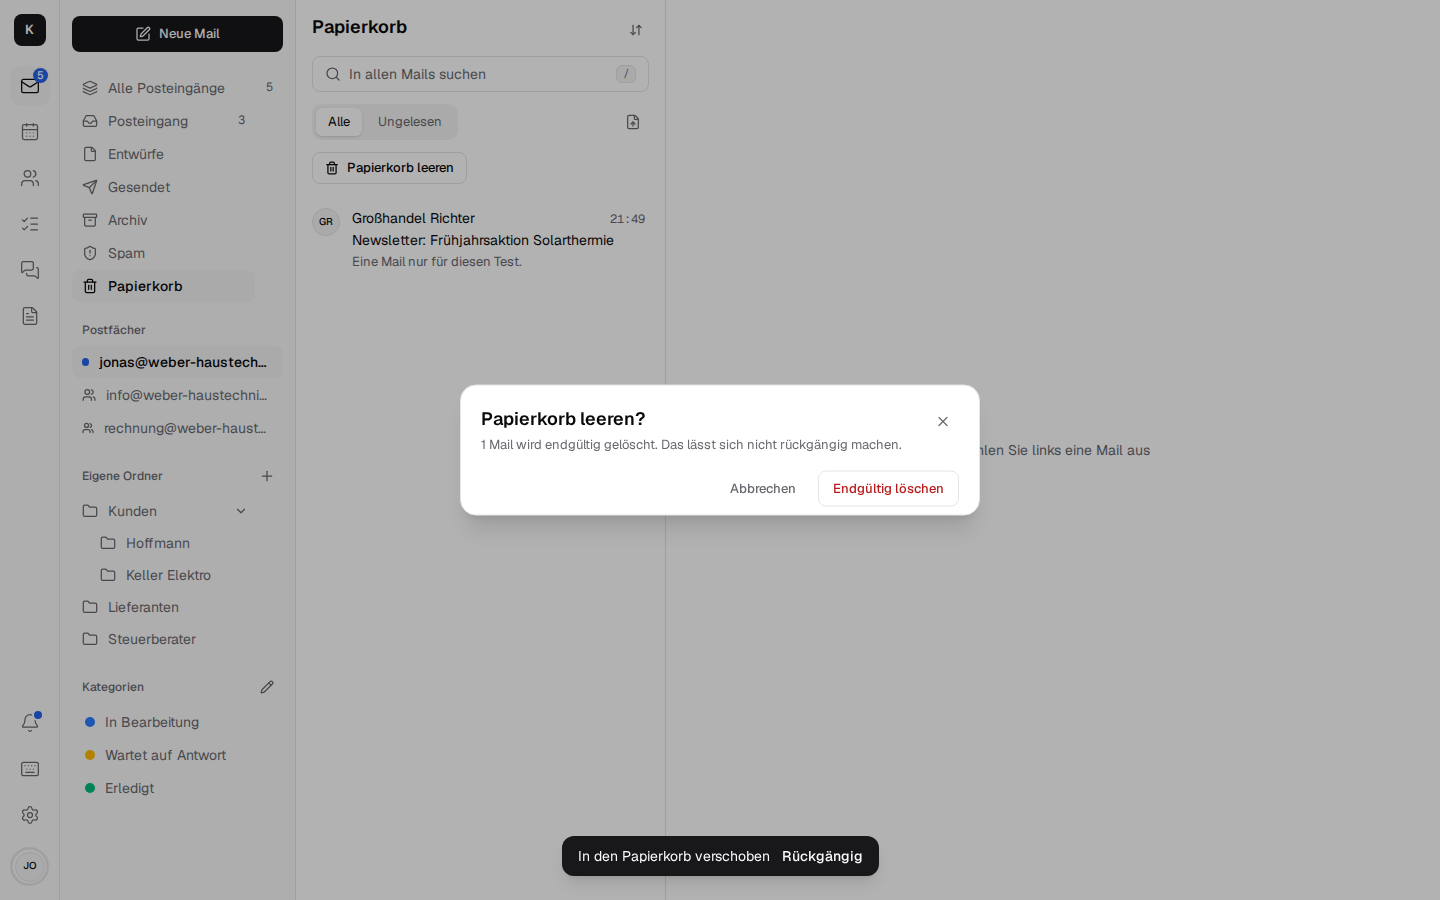 K
5
Neue Mail
Alle Posteingänge 5
Posteingang 3
Entwürfe
Gesendet
Archiv
Spam
Papierkorb
Postfächer
jonas@weber-haustech...
info@weber-haustechni...
rechnung@weber-haust...
Eigene Ordner
Kunden
Hoffmann
Keller Elektro
Lieferanten
Steuerberater
Kategorien
In Bearbeitung
Wartet auf Antwort
Erledigt
JO
Papierkorb
In allen Mails suchen /
Alle Ungelesen
Papierkorb leeren
GR
Großhandel Richter 21:49
Newsletter: Frühjahrsaktion Solarthermie
Eine Mail nur für diesen Test.
Papierkorb leeren?
1 Mail wird endgültig gelöscht. Das lässt sich nicht rückgängig machen.
Abbrechen Endgültig löschen
Sie links eine Mail aus
In den Papierkorb verschoben Rückgängig